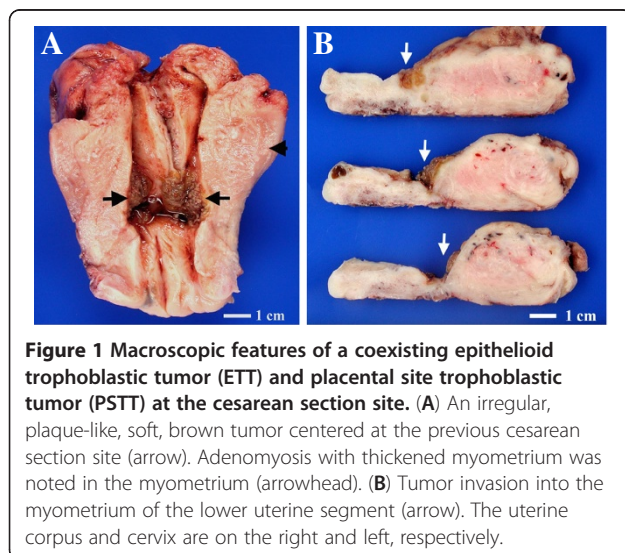 A
B
1 cm
1 cm
Figure 1 Macroscopic features of a coexisting epithelioid
trophoblastic tumor (ETT) and placental site trophoblastic
tumor (PSTT) at the cesarean section site. (A) An irregular,
plaque-like, soft, brown tumor centered at the previous cesarean
section site (arrow). Adenomyosis with thickened myometrium was
noted in the myometrium (arrowhead). (B) Tumor invasion into the
myometrium of the lower uterine segment (arrow). The uterine
corpus and cervix are on the right and left, respectively.